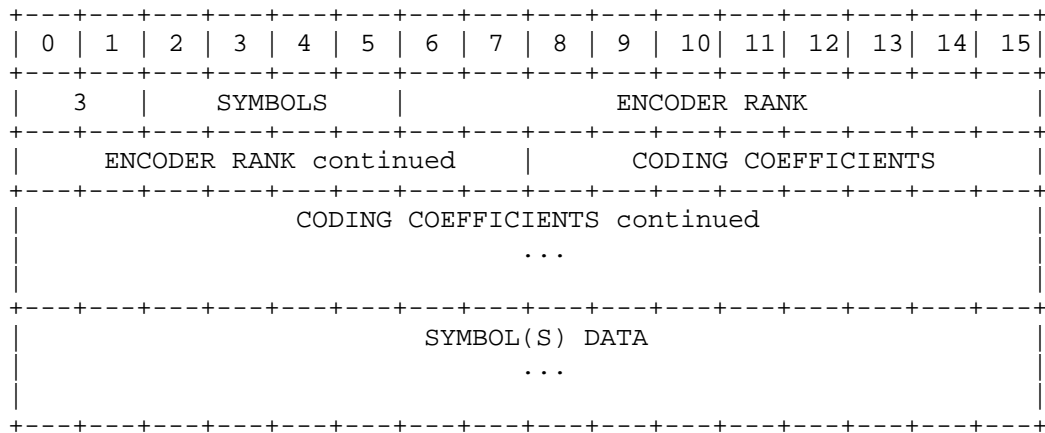 +---+---+---+---+---+---+---+---+---+---+---+---+---+---+---+---+
| 0 | 1 | 2 | 3 | 4 | 5 | 6 | 7 | 8 | 9 | 10| 11| 12| 13| 14| 15|
+---+---+---+---+---+---+---+---+---+---+---+---+---+---+---+---+
|   3   |    SYMBOLS    |             ENCODER RANK              |
+---+---+---+---+---+---+---+---+---+---+---+---+---+---+---+---+
|     ENCODER RANK continued    |      CODING COEFFICIENTS      |
+---+---+---+---+---+---+---+---+---+---+---+---+---+---+---+---+
|                 CODING COEFFICIENTS continued                 |
|                               ...                             |
|                                                               |
+---+---+---+---+---+---+---+---+---+---+---+---+---+---+---+---+
|                         SYMBOL(S) DATA                        |
|                               ...                             |
|                                                               |
+---+---+---+---+---+---+---+---+---+---+---+---+---+---+---+---+